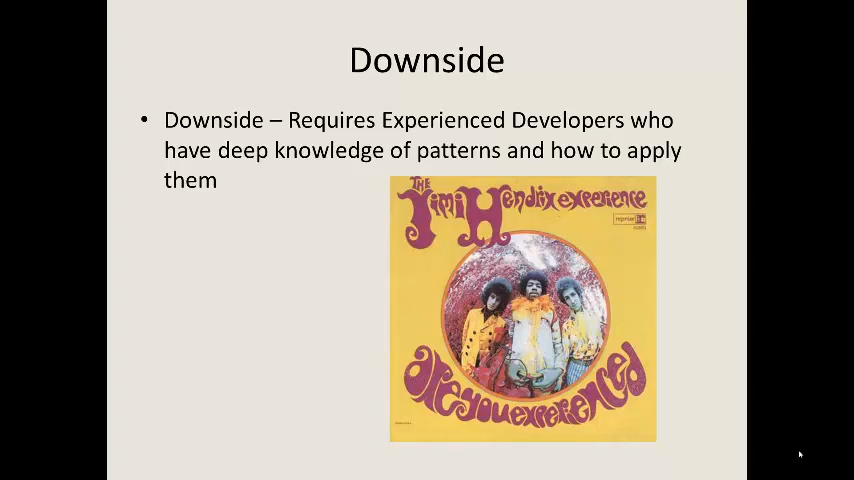 Downside
• Downside – Requires Experienced Developers who
have deep knowledge of patterns and how to apply
them
THE
Jimi Hendrix experience
reprise
are you experienced